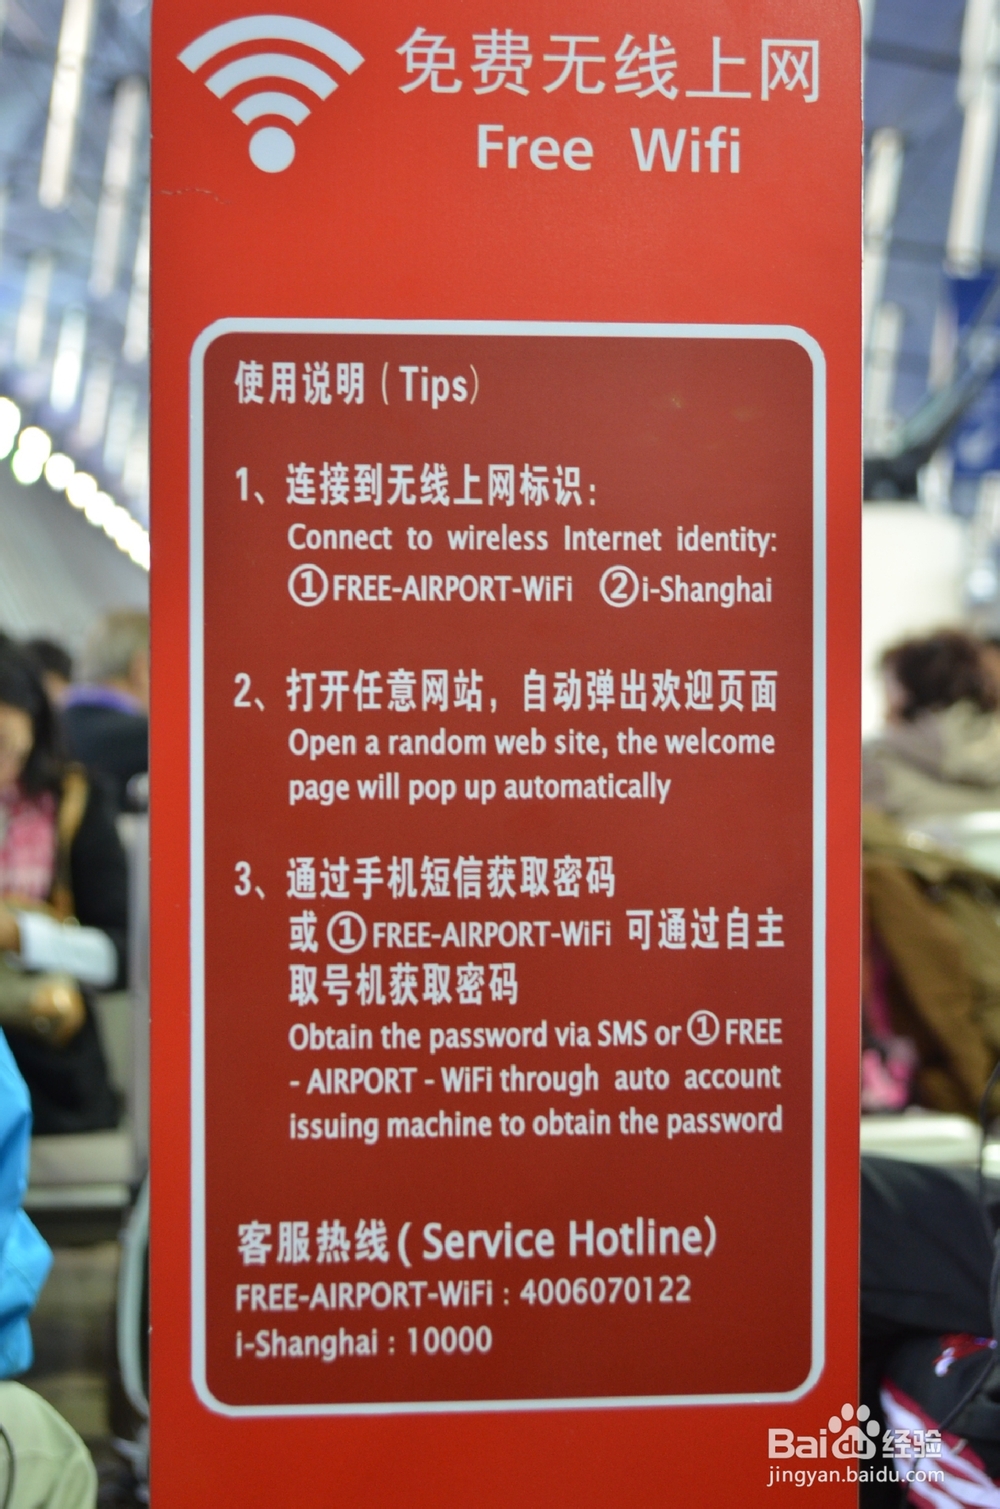 免费无线上网
Free Wifi
使用说明（Tips）
1、连接到无线上网标识：
Connect to wireless Internet identity:
①FREE-AIRPORT-WiFi ②i-Shanghai
2、打开任意网站，自动弹出欢迎页面
Open a random web site, the welcome
page will pop up automatically
3、通过手机短信获取密码
或①FREE-AIRPORT-WiFi 可通过自主
取号机获取密码
Obtain the password via SMS or ① FREE
- AIRPORT - WiFi through auto account
issuing machine to obtain the password
客服热线(Service Hotline)
FREE-AIRPORT-WiFi : 4006070122
i-Shanghai : 10000
Baidu 经验
jingyan.baidu.com